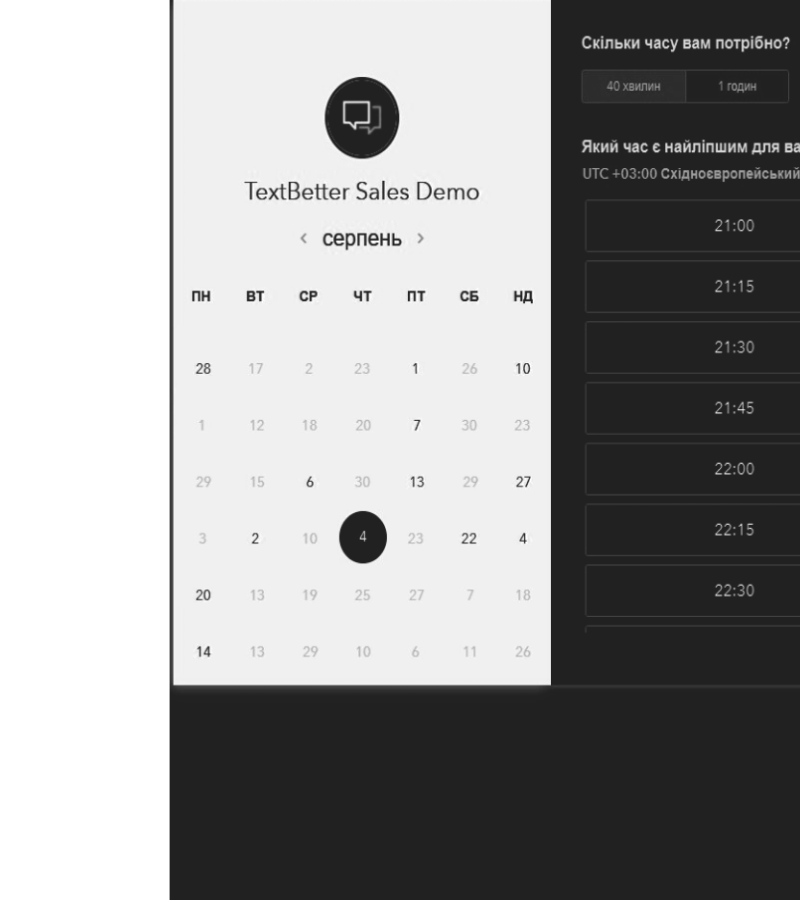 TextBetter Sales Demo
‹ серпень ›
ПН ВТ СР ЧТ ПТ СБ НД
28 17 2 23 1 26 10
1 12 18 20 7 30 23
29 15 6 30 13 29 27
3 2 10 4 23 22 4
20 13 19 25 27 7 18
14 13 29 10 6 11 26
Скільки часу вам потрібно?
40 хвилин 1 годин
Який час є найліпшим для ва
UTC +03:00 Східноєвропейський
21:00
21:15
21:30
21:45
22:00
22:15
22:30